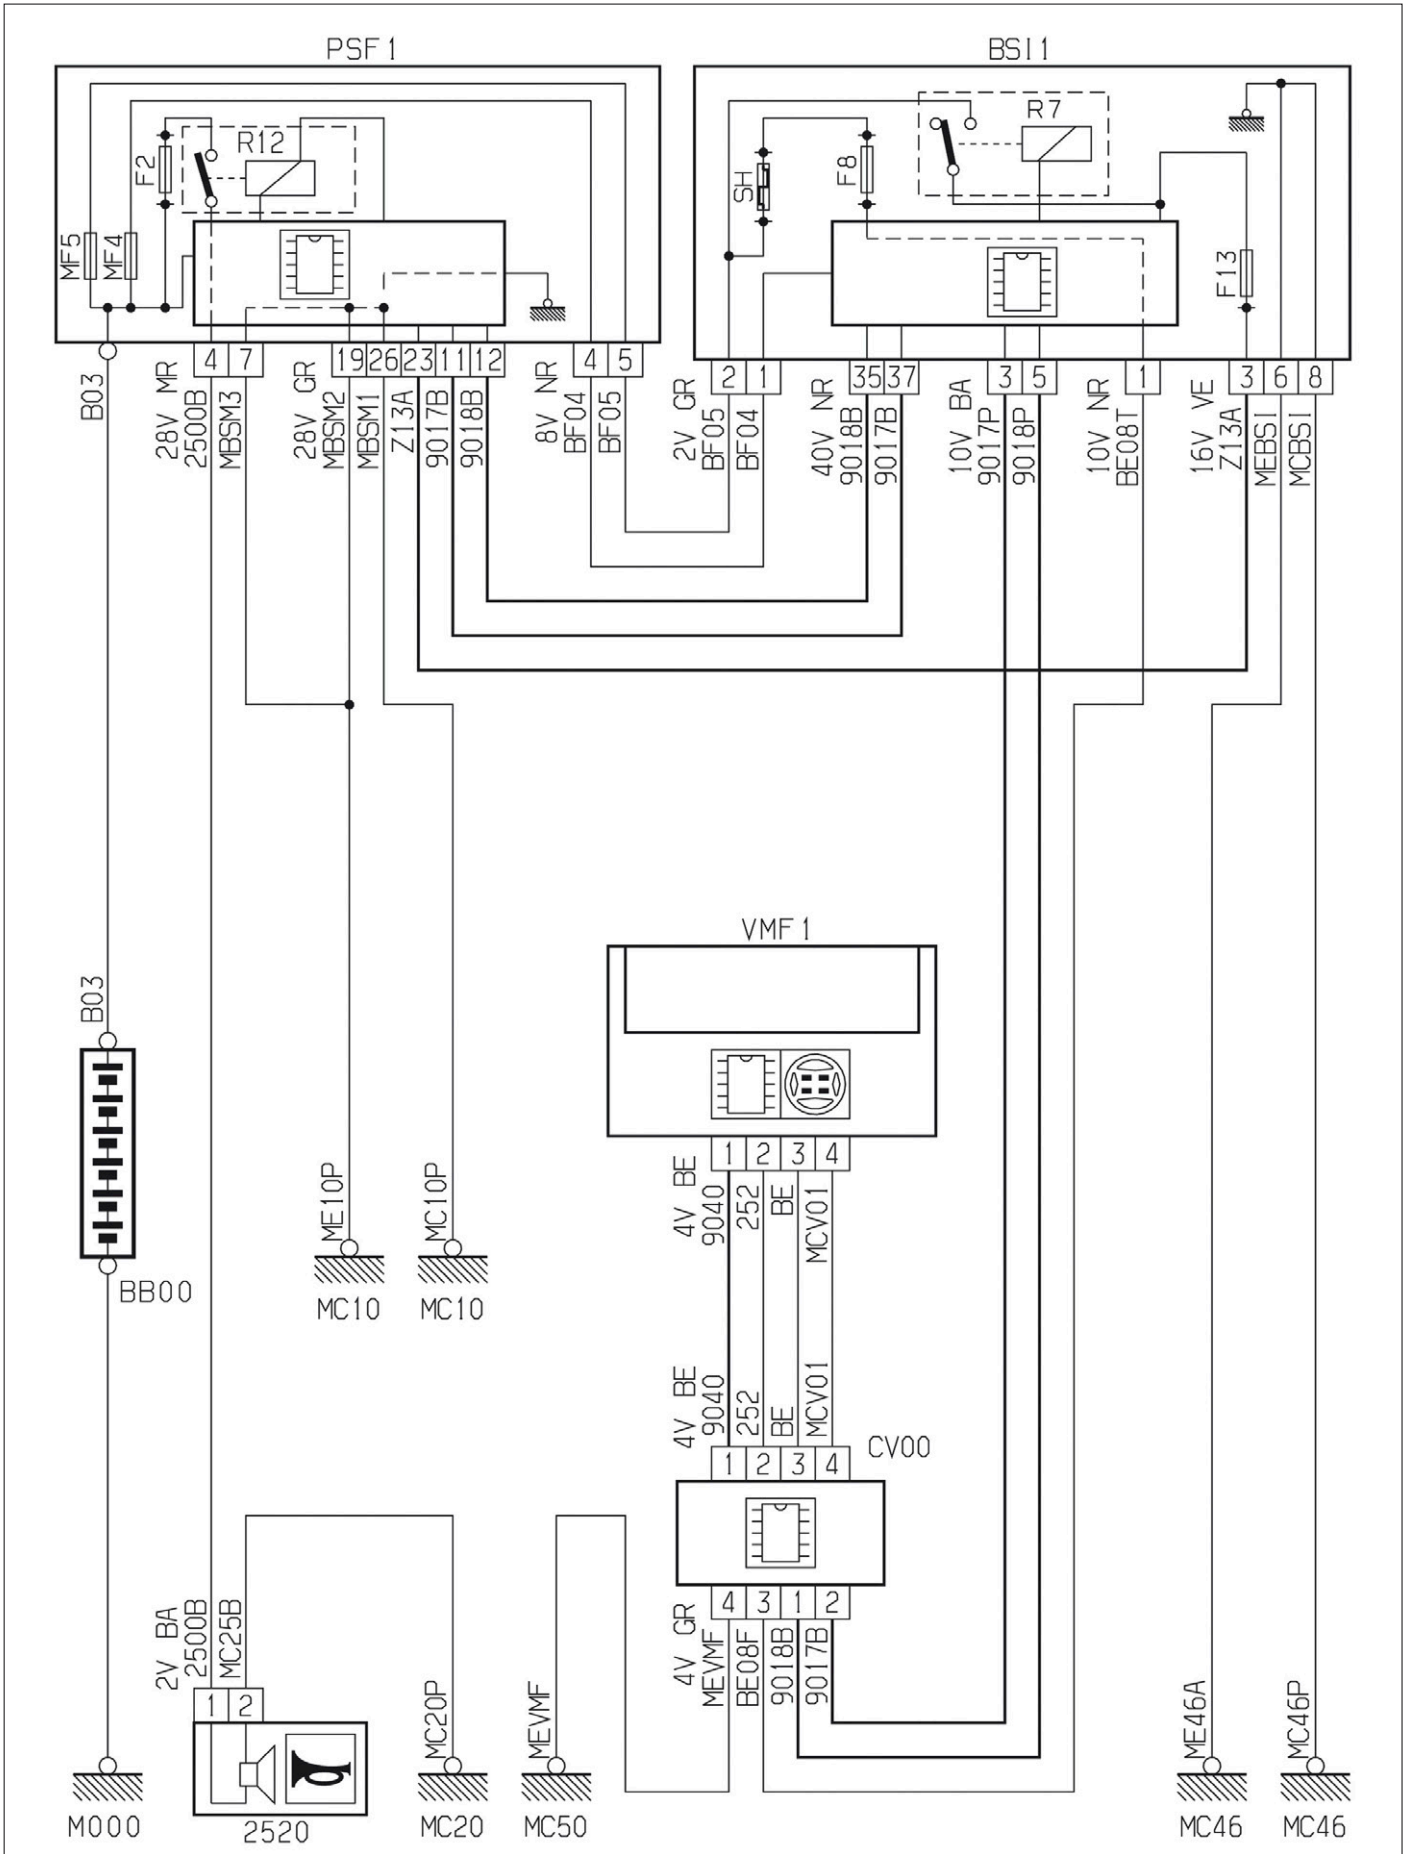 PSF1
BSI1
R12
F2
MF5
MF4
R7
SH
F8
F13
4 7 19 26 23 11 12 4 5
2 1 35 37 3 5 1 3 6 8
B03
28V MR
2500B
MBSM3
28V GR
MBSM2
MBSM1
Z13A
9017B
9018B
8V NR
BF04
BF05
2V GR
BF05
BF04
40V NR
9018B
9017B
10V BA
9017P
9018P
10V NR
BE08T
16V VE
Z13A
MEBSI
MCBSI
VMF1
B03
1 2 3 4
4V BE
9040
252
BE
MCV01
ME10P
MC10P
BB00
MC10
MC10
4V BE
9040
252
BE
MCV01
CV00
1 2 3 4
4 3 1 2
4V GR
MEVMF
BE08F
9018B
9017B
2V BA
2500B
MC25B
1 2
MC20P
MEVMF
ME46A
MC46P
M000
2520
MC20
MC50
MC46
MC46